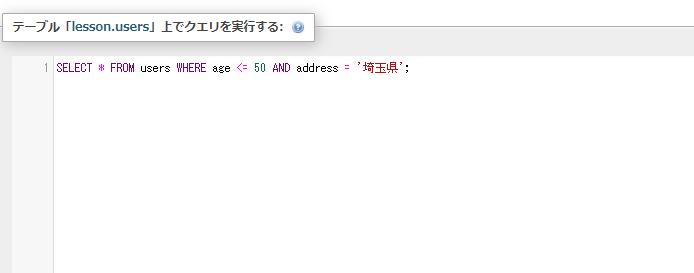 テーブル「lesson.users」上でクエリを実行する:
1 SELECT * FROM users WHERE age <= 50 AND address = '埼玉県';